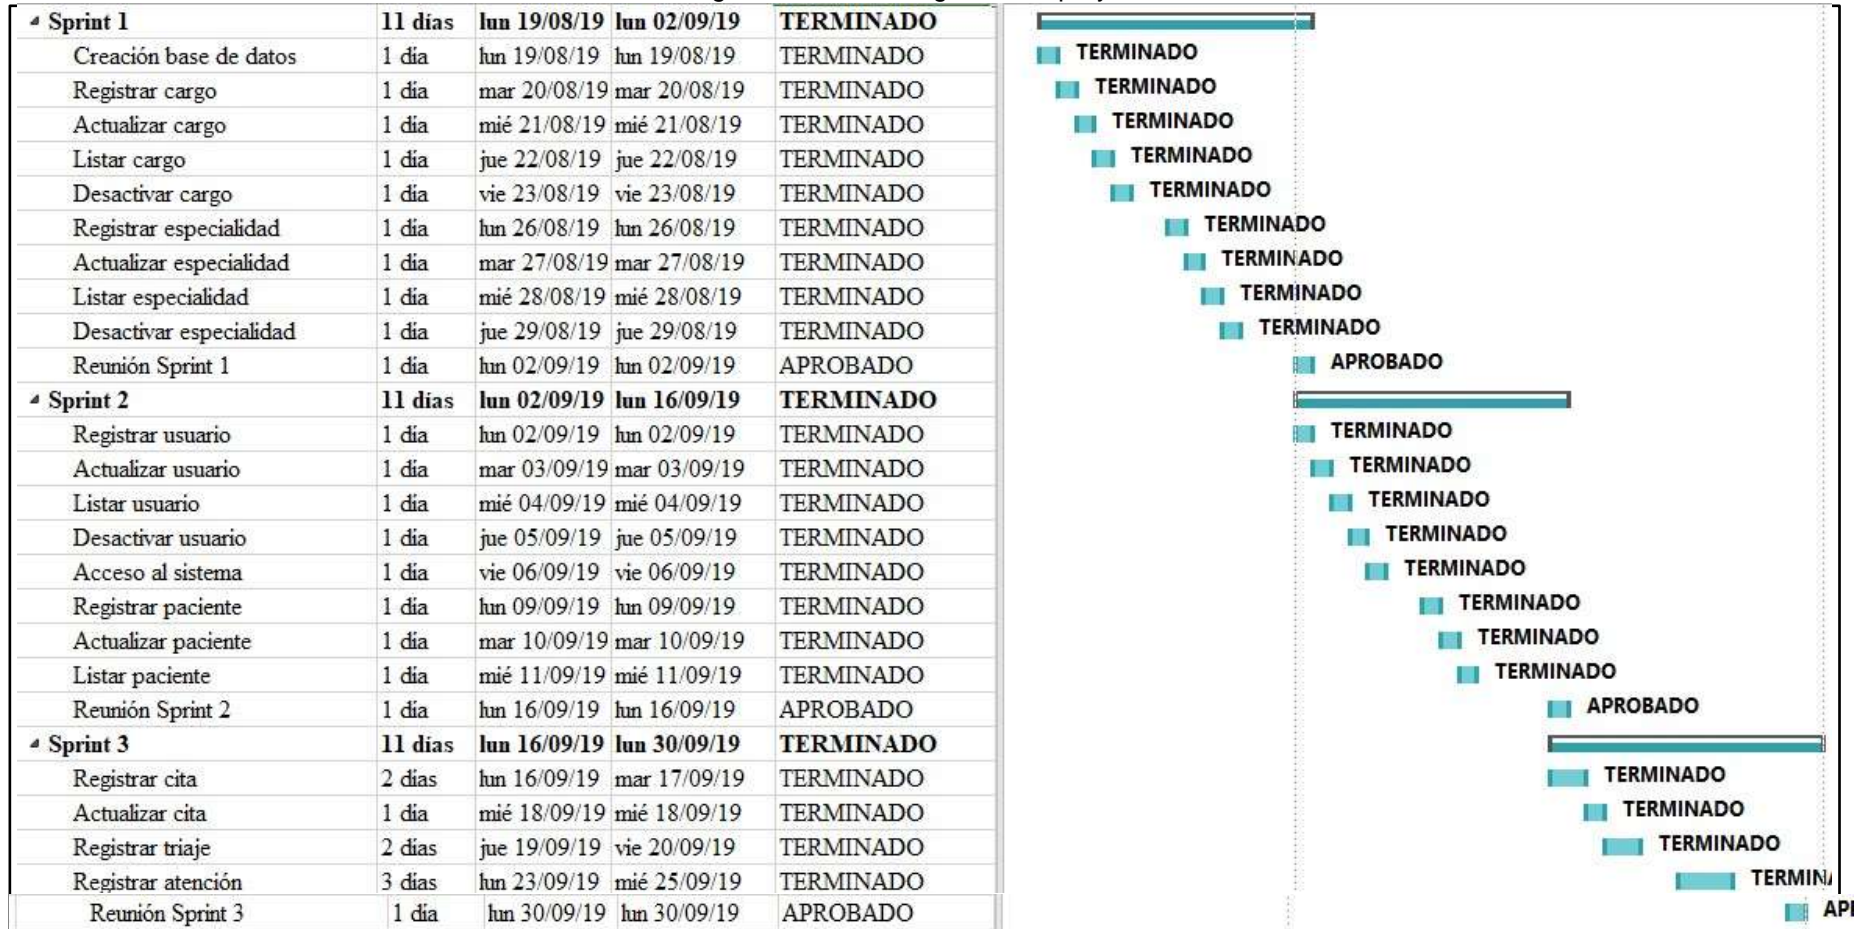 Sprint 1 11 días lun 19/08/19 lun 02/09/19 TERMINADO
Creación base de datos 1 día lun 19/08/19 lun 19/08/19 TERMINADO TERMINADO
Registrar cargo 1 día mar 20/08/19 mar 20/08/19 TERMINADO TERMINADO
Actualizar cargo 1 día mié 21/08/19 mié 21/08/19 TERMINADO TERMINADO
Listar cargo 1 día jue 22/08/19 jue 22/08/19 TERMINADO TERMINADO
Desactivar cargo 1 día vie 23/08/19 vie 23/08/19 TERMINADO TERMINADO
Registrar especialidad 1 día lun 26/08/19 lun 26/08/19 TERMINADO TERMINADO
Actualizar especialidad 1 día mar 27/08/19 mar 27/08/19 TERMINADO TERMINADO
Listar especialidad 1 día mié 28/08/19 mié 28/08/19 TERMINADO TERMINADO
Desactivar especialidad 1 día jue 29/08/19 jue 29/08/19 TERMINADO TERMINADO
Reunión Sprint 1 1 día lun 02/09/19 lun 02/09/19 APROBADO APROBADO
Sprint 2 11 días lun 02/09/19 lun 16/09/19 TERMINADO
Registrar usuario 1 día lun 02/09/19 lun 02/09/19 TERMINADO TERMINADO
Actualizar usuario 1 día mar 03/09/19 mar 03/09/19 TERMINADO TERMINADO
Listar usuario 1 día mié 04/09/19 mié 04/09/19 TERMINADO TERMINADO
Desactivar usuario 1 día jue 05/09/19 jue 05/09/19 TERMINADO TERMINADO
Acceso al sistema 1 día vie 06/09/19 vie 06/09/19 TERMINADO TERMINADO
Registrar paciente 1 día lun 09/09/19 lun 09/09/19 TERMINADO TERMINADO
Actualizar paciente 1 día mar 10/09/19 mar 10/09/19 TERMINADO TERMINADO
Listar paciente 1 día mié 11/09/19 mié 11/09/19 TERMINADO TERMINADO
Reunión Sprint 2 1 día lun 16/09/19 lun 16/09/19 APROBADO APROBADO
Sprint 3 11 días lun 16/09/19 lun 30/09/19 TERMINADO
Registrar cita 2 días lun 16/09/19 mar 17/09/19 TERMINADO TERMINADO
Actualizar cita 1 día mié 18/09/19 mié 18/09/19 TERMINADO TERMINADO
Registrar triaje 2 días jue 19/09/19 vie 20/09/19 TERMINADO TERMINADO
Registrar atención 3 días lun 23/09/19 mié 25/09/19 TERMINADO
Reunión Sprint 3 1 día lun 30/09/19 lun 30/09/19 APROBADO